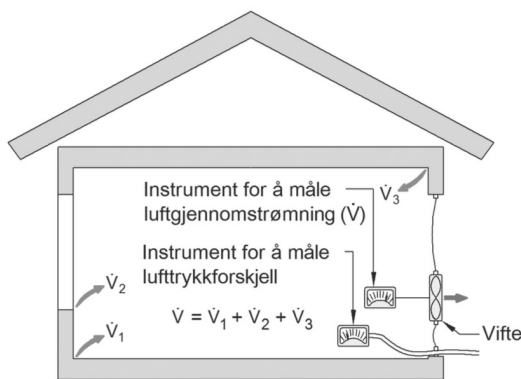 Instrument for å måle
luftgjennomstrømning (V̇)
V̇₃
Instrument for å måle
lufttrykkforskjell
V̇₂
V̇ = V̇₁ + V̇₂ + V̇₃
V̇₁
Vifte